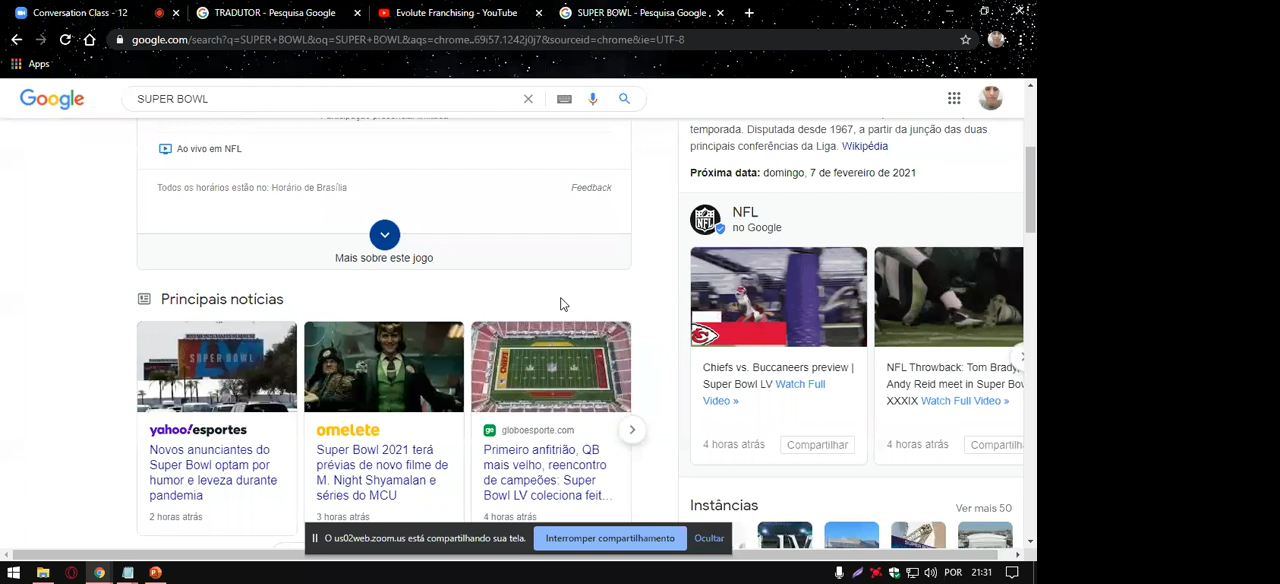 Conversation Class - 12
TRADUTOR - Pesquisa Google
Evolute Franchising - YouTube
SUPER BOWL - Pesquisa Google
google.com/search?q=SUPER+BOWL&oq=SUPER+BOWL&aqs=chrome..69i57.1242j0j7&sourceid=chrome&ie=UTF-8
Apps
Google
SUPER BOWL
temporada. Disputada desde 1967, a partir da junção das duas
principais conferências da Liga. Wikipédia
Próxima data: domingo, 7 de fevereiro de 2021
Ao vivo em NFL
Todos os horários estão no: Horário de Brasília
Feedback
Mais sobre este jogo
NFL
no Google
Chiefs vs. Buccaneers preview |
Super Bowl LV Watch Full
Video »
4 horas atrás
Compartilhar
NFL Throwback: Tom Brady,
Andy Reid meet in Super Bow
XXXIX Watch Full Video »
4 horas atrás
Compartilh
Principais notícias
SUPER BOWL
yahoo!esportes
Novos anunciantes do
Super Bowl optam por
humor e leveza durante
pandemia
2 horas atrás
omelete
Super Bowl 2021 terá
prévias de novo filme de
M. Night Shyamalan e
séries do MCU
3 horas atrás
globoesporte.com
Primeiro anfitrião, QB
mais velho, reencontro
de campeões: Super
Bowl LV coleciona feit...
4 horas atrás
Instâncias
Ver mais 50
LV
O us02web.zoom.us está compartilhando sua tela.
Interromper compartilhamento
Ocultar
POR
21:31